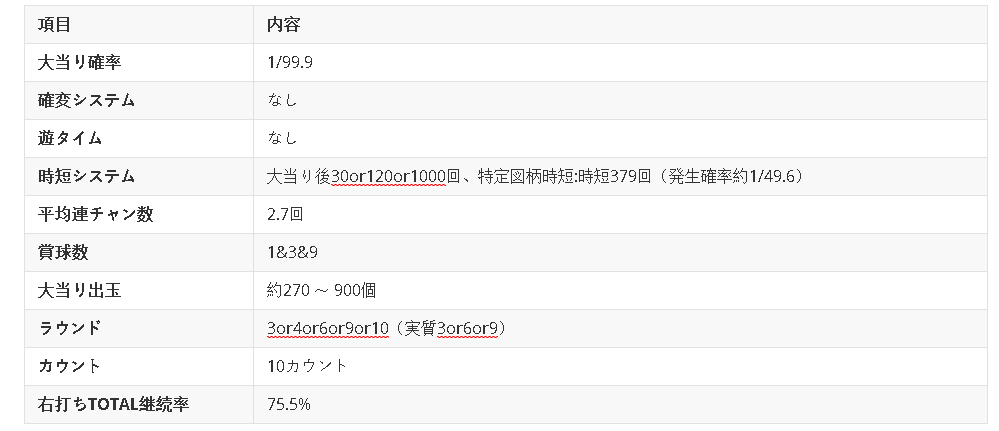 項目 内容
大当り確率 1/99.9
確変システム なし
遊タイム なし
時短システム 大当り後30or120or1000回、特定図柄時短:時短379回（発生確率約1/49.6）
平均連チャン数 2.7回
賞球数 1&3&9
大当り出玉 約270 ～ 900個
ラウンド 3or4or6or9or10（実質3or6or9）
カウント 10カウント
右打ちTOTAL継続率 75.5%